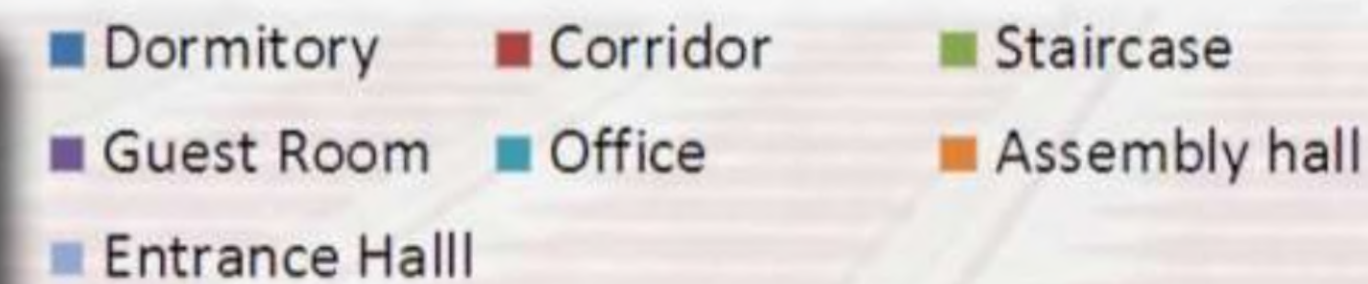 Dormitory Corridor Staircase
Guest Room Office Assembly hall
Entrance Halll